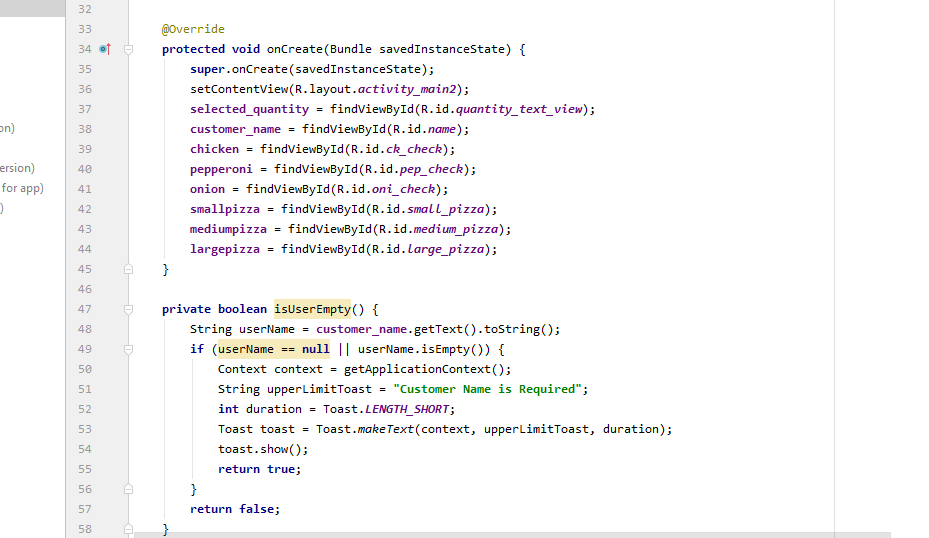 32
33 @Override
34 protected void onCreate(Bundle savedInstanceState) {
35 super.onCreate(savedInstanceState);
36 setContentView(R.layout.activity_main2);
37 selected_quantity = findViewById(R.id.quantity_text_view);
on)
38 customer_name = findViewById(R.id.name);
39 chicken = findViewById(R.id.ck_check);
ersion)
40 pepperoni = findViewById(R.id.pep_check);
for app)
41 onion = findViewById(R.id.oni_check);
)
42 smallpizza = findViewById(R.id.small_pizza);
43 mediumpizza = findViewById(R.id.medium_pizza);
44 largepizza = findViewById(R.id.large_pizza);
45 }
46
47 private boolean isUserEmpty() {
48 String userName = customer_name.getText().toString();
49 if (userName == null || userName.isEmpty()) {
50 Context context = getApplicationContext();
51 String upperLimitToast = "Customer Name is Required";
52 int duration = Toast.LENGTH_SHORT;
53 Toast toast = Toast.makeText(context, upperLimitToast, duration);
54 toast.show();
55 return true;
56 }
57 return false;
58 }